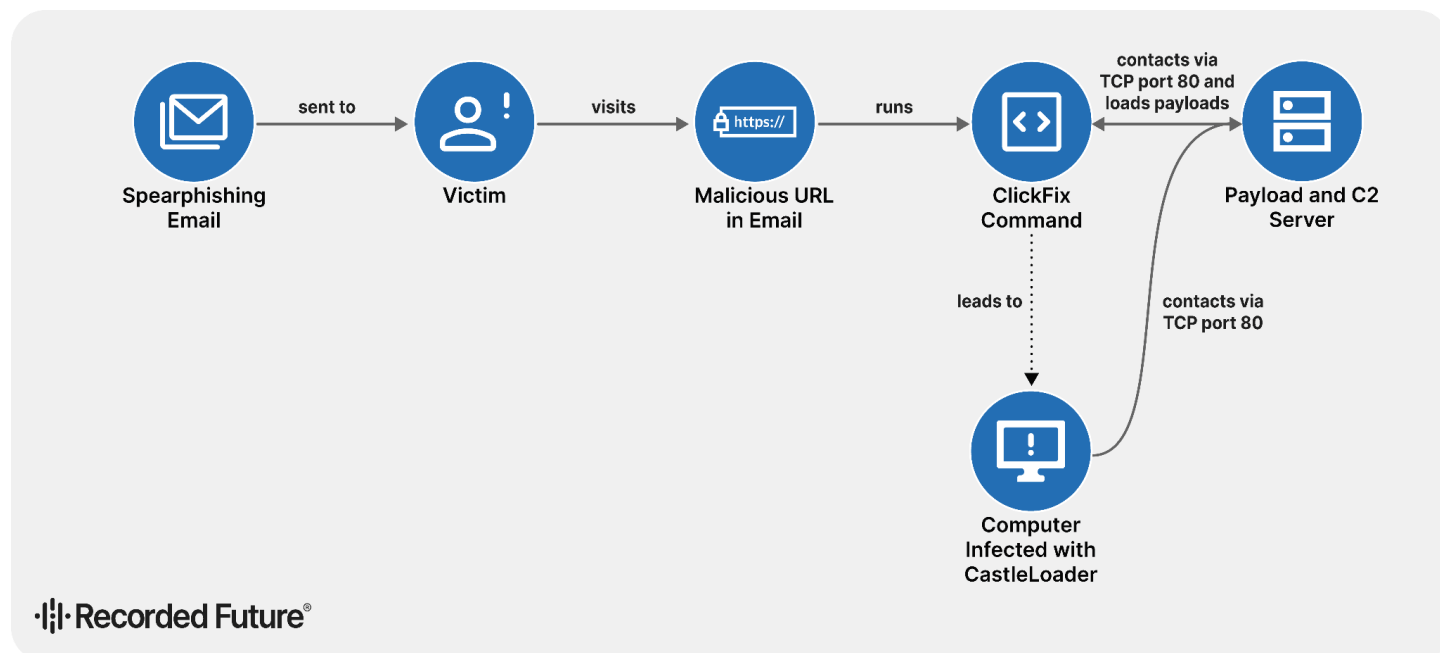 contacts via
TCP port 80 and
loads payloads
sent to
visits
https://
runs
Spearphishing
Email
Victim
Malicious URL
in Email
ClickFix
Command
Payload and C2
Server
leads to
contacts via
TCP port 80
Computer
Infected with
CastleLoader
Recorded Future®